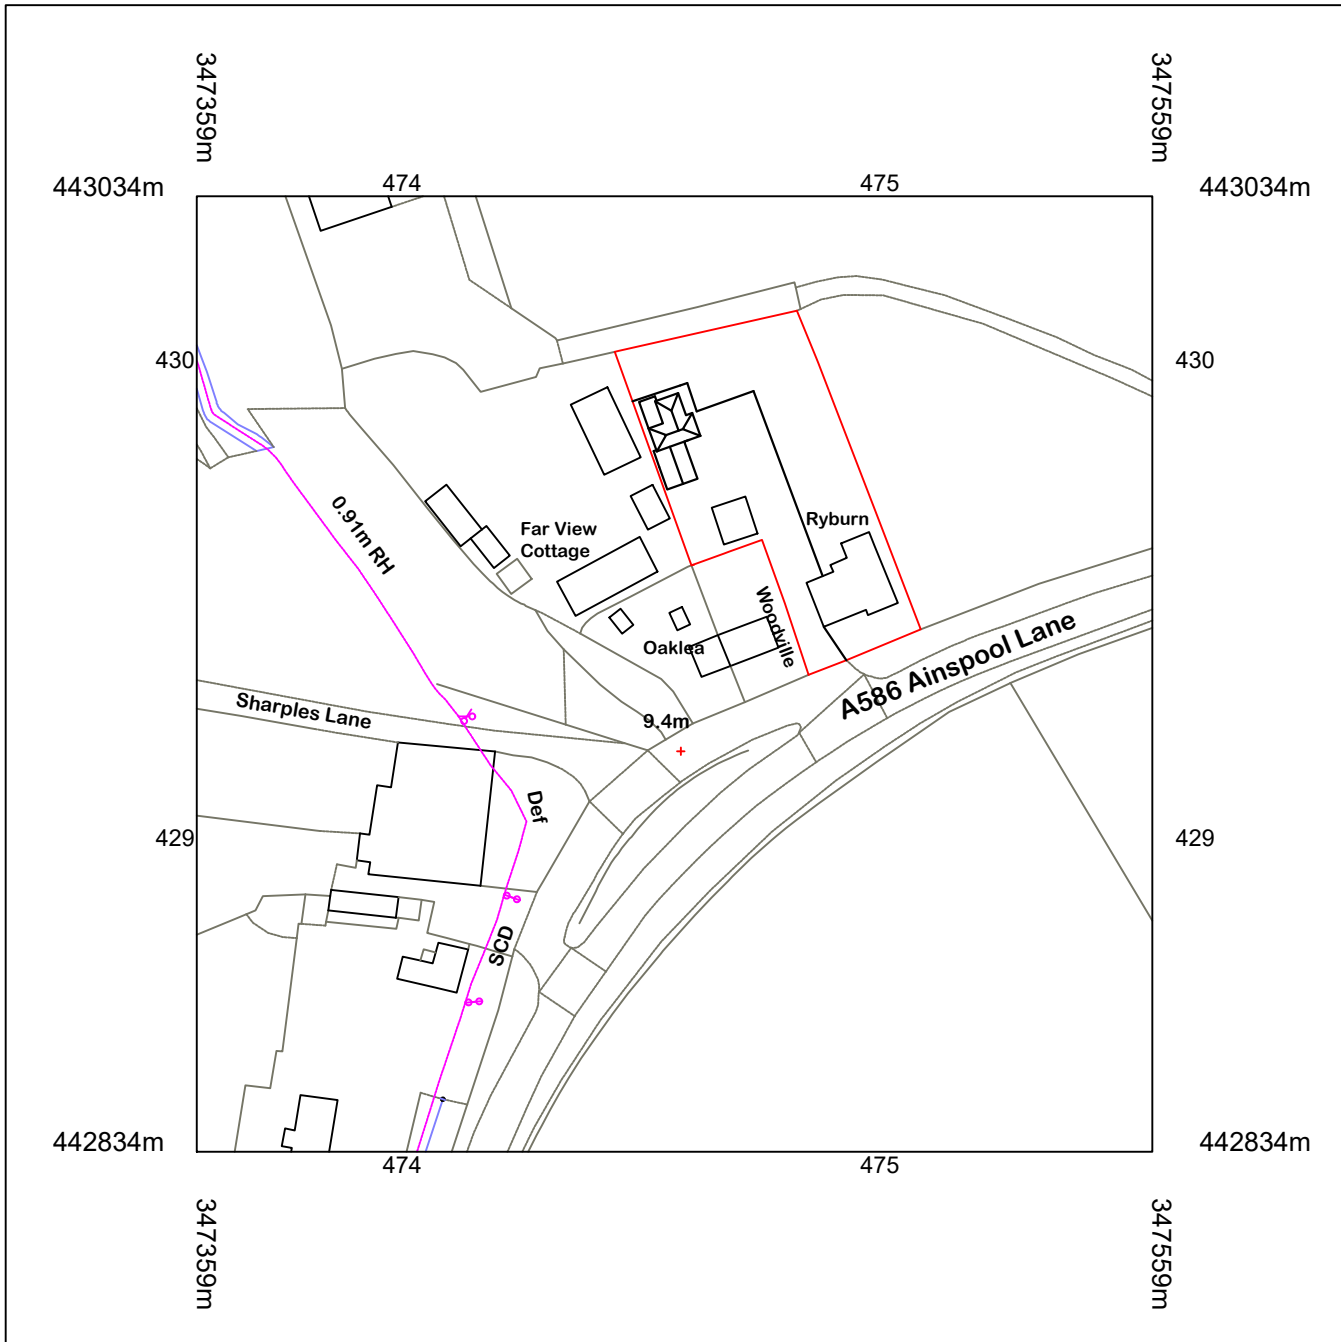 347359m
347559m
443034m
474
475
443034m
430
430
0.91m RH
Far View
Cottage
Ryburn
Woodville
Oaklea
A586 Ainspool Lane
Sharples Lane
9.4m
Def
429
429
SCD
442834m
474
475
442834m
347359m
347559m